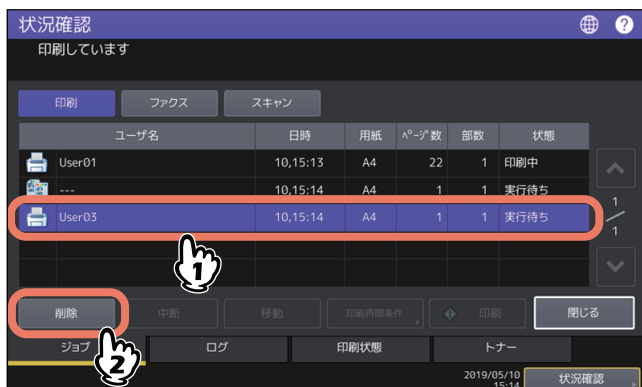 状況確認
?
印刷しています
印刷 ファクス スキャン
ユーザ名 日時 用紙 ﾍﾟｰｼﾞ数 部数 状態
User01 10,15:13 A4 22 1 印刷中
--- 10,15:14 A4 1 1 実行待ち
User03 10,15:14 A4 1 1 実行待ち
1
1
1
削除 中断 移動 印刷再開条件 印刷 閉じる
ジョブ ログ 印刷状態 トナー
2
2019/05/10
15:14
状況確認